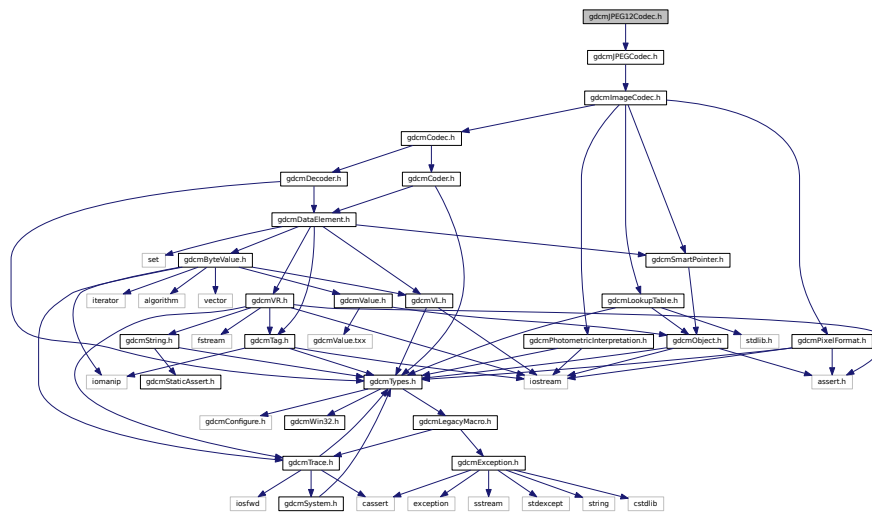 gdcmJPEG12Codec.h
gdcmJPEGCodec.h
gdcmImageCodec.h
gdcmCodec.h
gdcmDecoder.h
gdcmCoder.h
gdcmDataElement.h
set
gdcmByteValue.h
gdcmSmartPointer.h
iterator
algorithm
vector
gdcmVR.h
gdcmValue.h
gdcmVL.h
gdcmLookupTable.h
gdcmString.h
fstream
gdcmTag.h
gdcmValue.txx
gdcmPhotometricInterpretation.h
gdcmObject.h
stdlib.h
gdcmPixelFormat.h
iomanip
gdcmStaticAssert.h
gdcmTypes.h
iostream
assert.h
gdcmConfigure.h
gdcmWin32.h
gdcmLegacyMacro.h
gdcmTrace.h
gdcmException.h
iosfwd
gdcmSystem.h
cassert
exception
sstream
stdexcept
string
cstdlib